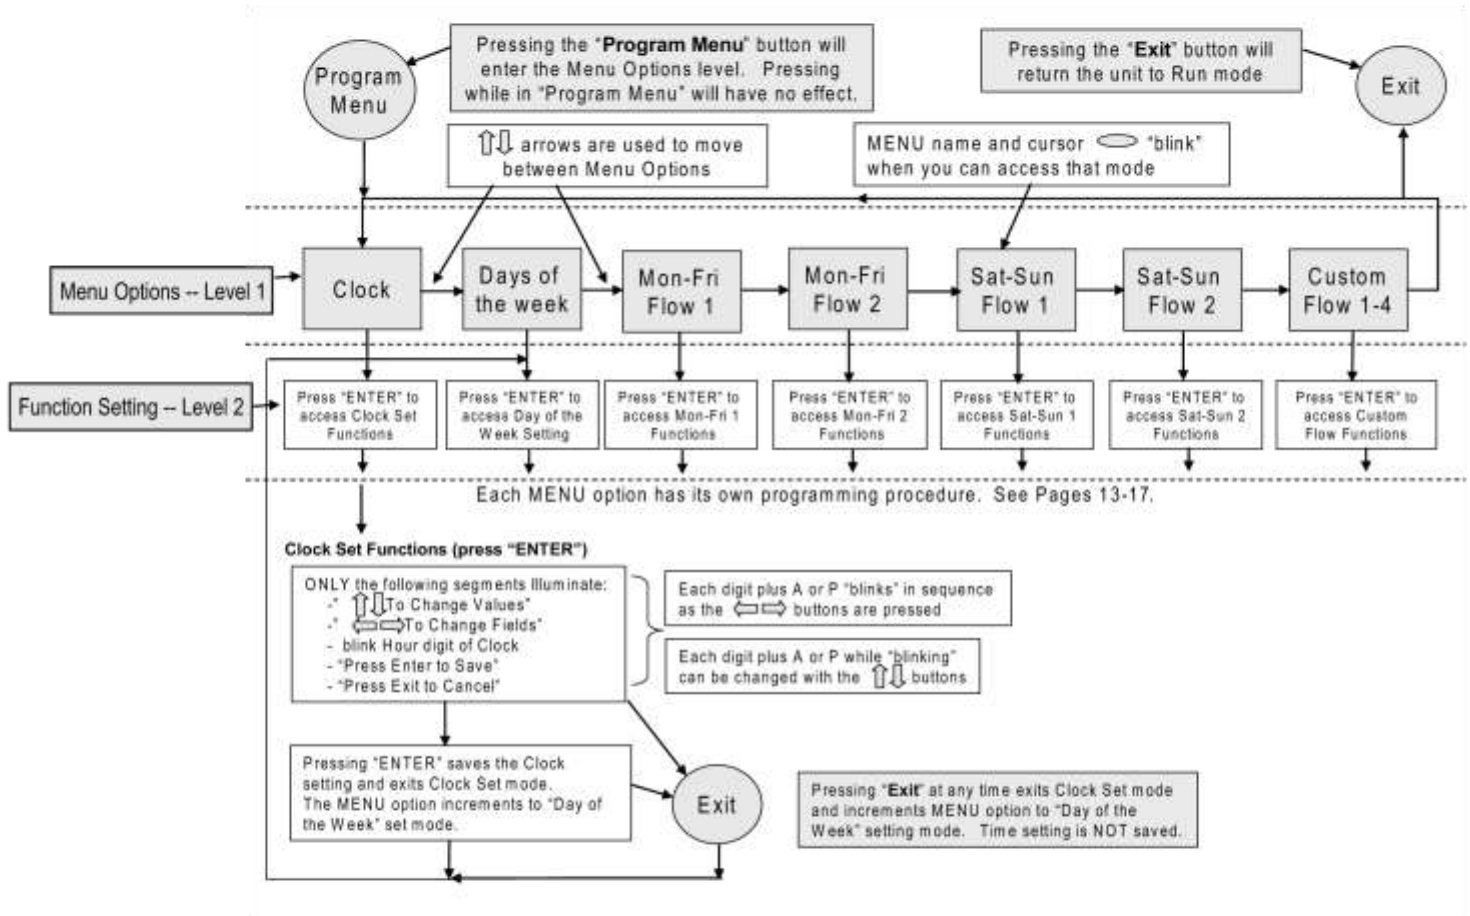 Program
Menu
Pressing the "Program Menu" button will
enter the Menu Options level. Pressing
while in "Program Menu" will have no effect.
Pressing the "Exit" button will
return the unit to Run mode
Exit
arrows are used to move
between Menu Options
MENU name and cursor "blink"
when you can access that mode
Menu Options -- Level 1
Clock
Days of
the week
Mon-Fri
Flow 1
Mon-Fri
Flow 2
Sat-Sun
Flow 1
Sat-Sun
Flow 2
Custom
Flow 1-4
Function Setting -- Level 2
Press "ENTER" to
access Clock Set
Functions
Press "ENTER" to
access Day of the
Week Setting
Press "ENTER" to
access Mon-Fri 1
Functions
Press "ENTER" to
access Mon-Fri 2
Functions
Press "ENTER" to
access Sat-Sun 1
Functions
Press "ENTER" to
access Sat-Sun 2
Functions
Press "ENTER" to
access Custom
Flow Functions
Each MENU option has its own programming procedure. See Pages 13-17.
Clock Set Functions (press "ENTER")
ONLY the following segments Illuminate:
-" To Change Values"
-" To Change Fields"
- blink Hour digit of Clock
- "Press Enter to Save"
- "Press Exit to Cancel"
Each digit plus A or P "blinks" in sequence
as the buttons are pressed
Each digit plus A or P while "blinking"
can be changed with the buttons
Pressing "ENTER" saves the Clock
setting and exits Clock Set mode.
The MENU option increments to "Day of
the Week" set mode.
Exit
Pressing "Exit" at any time exits Clock Set mode
and increments MENU option to "Day of the
Week" setting mode. Time setting is NOT saved.